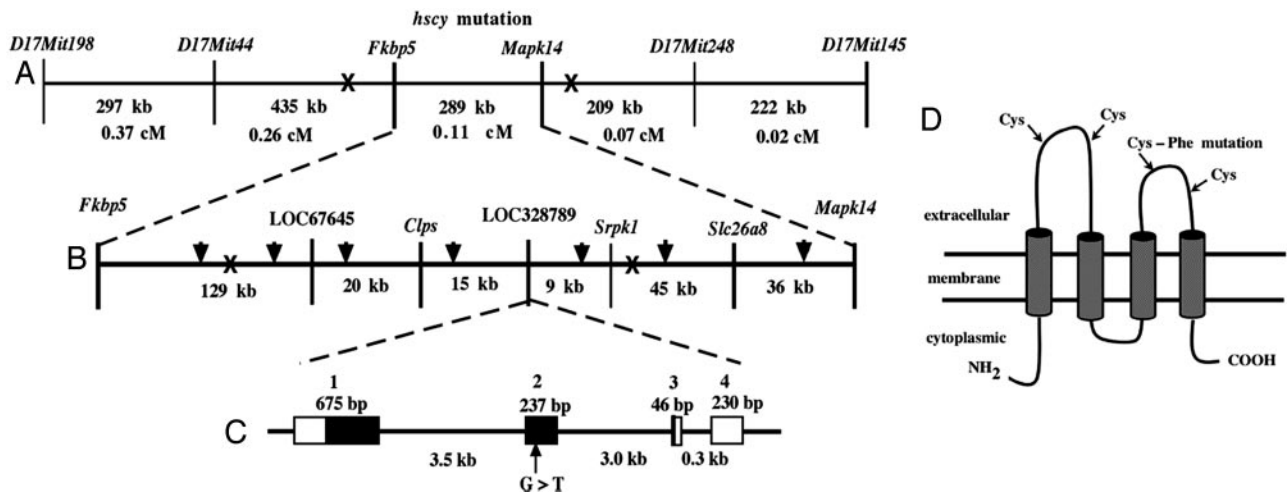 hscy mutation
D17Mit198 D17Mit44 Fkbp5 Mapk14 D17Mit248 D17Mit145
A X X
297 kb 435 kb 289 kb 209 kb 222 kb
0.37 cM 0.26 cM 0.11 cM 0.07 cM 0.02 cM
Fkbp5 LOC67645 Clps LOC328789 Srpk1 Slc26a8 Mapk14
B X X
129 kb 20 kb 15 kb 9 kb 45 kb 36 kb
1 2 3 4
675 bp 237 bp 46 bp 230 bp
C
3.5 kb 3.0 kb 0.3 kb
G > T
D
Cys Cys
Cys – Phe mutation
Cys
extracellular
membrane
cytoplasmic
NH2 COOH